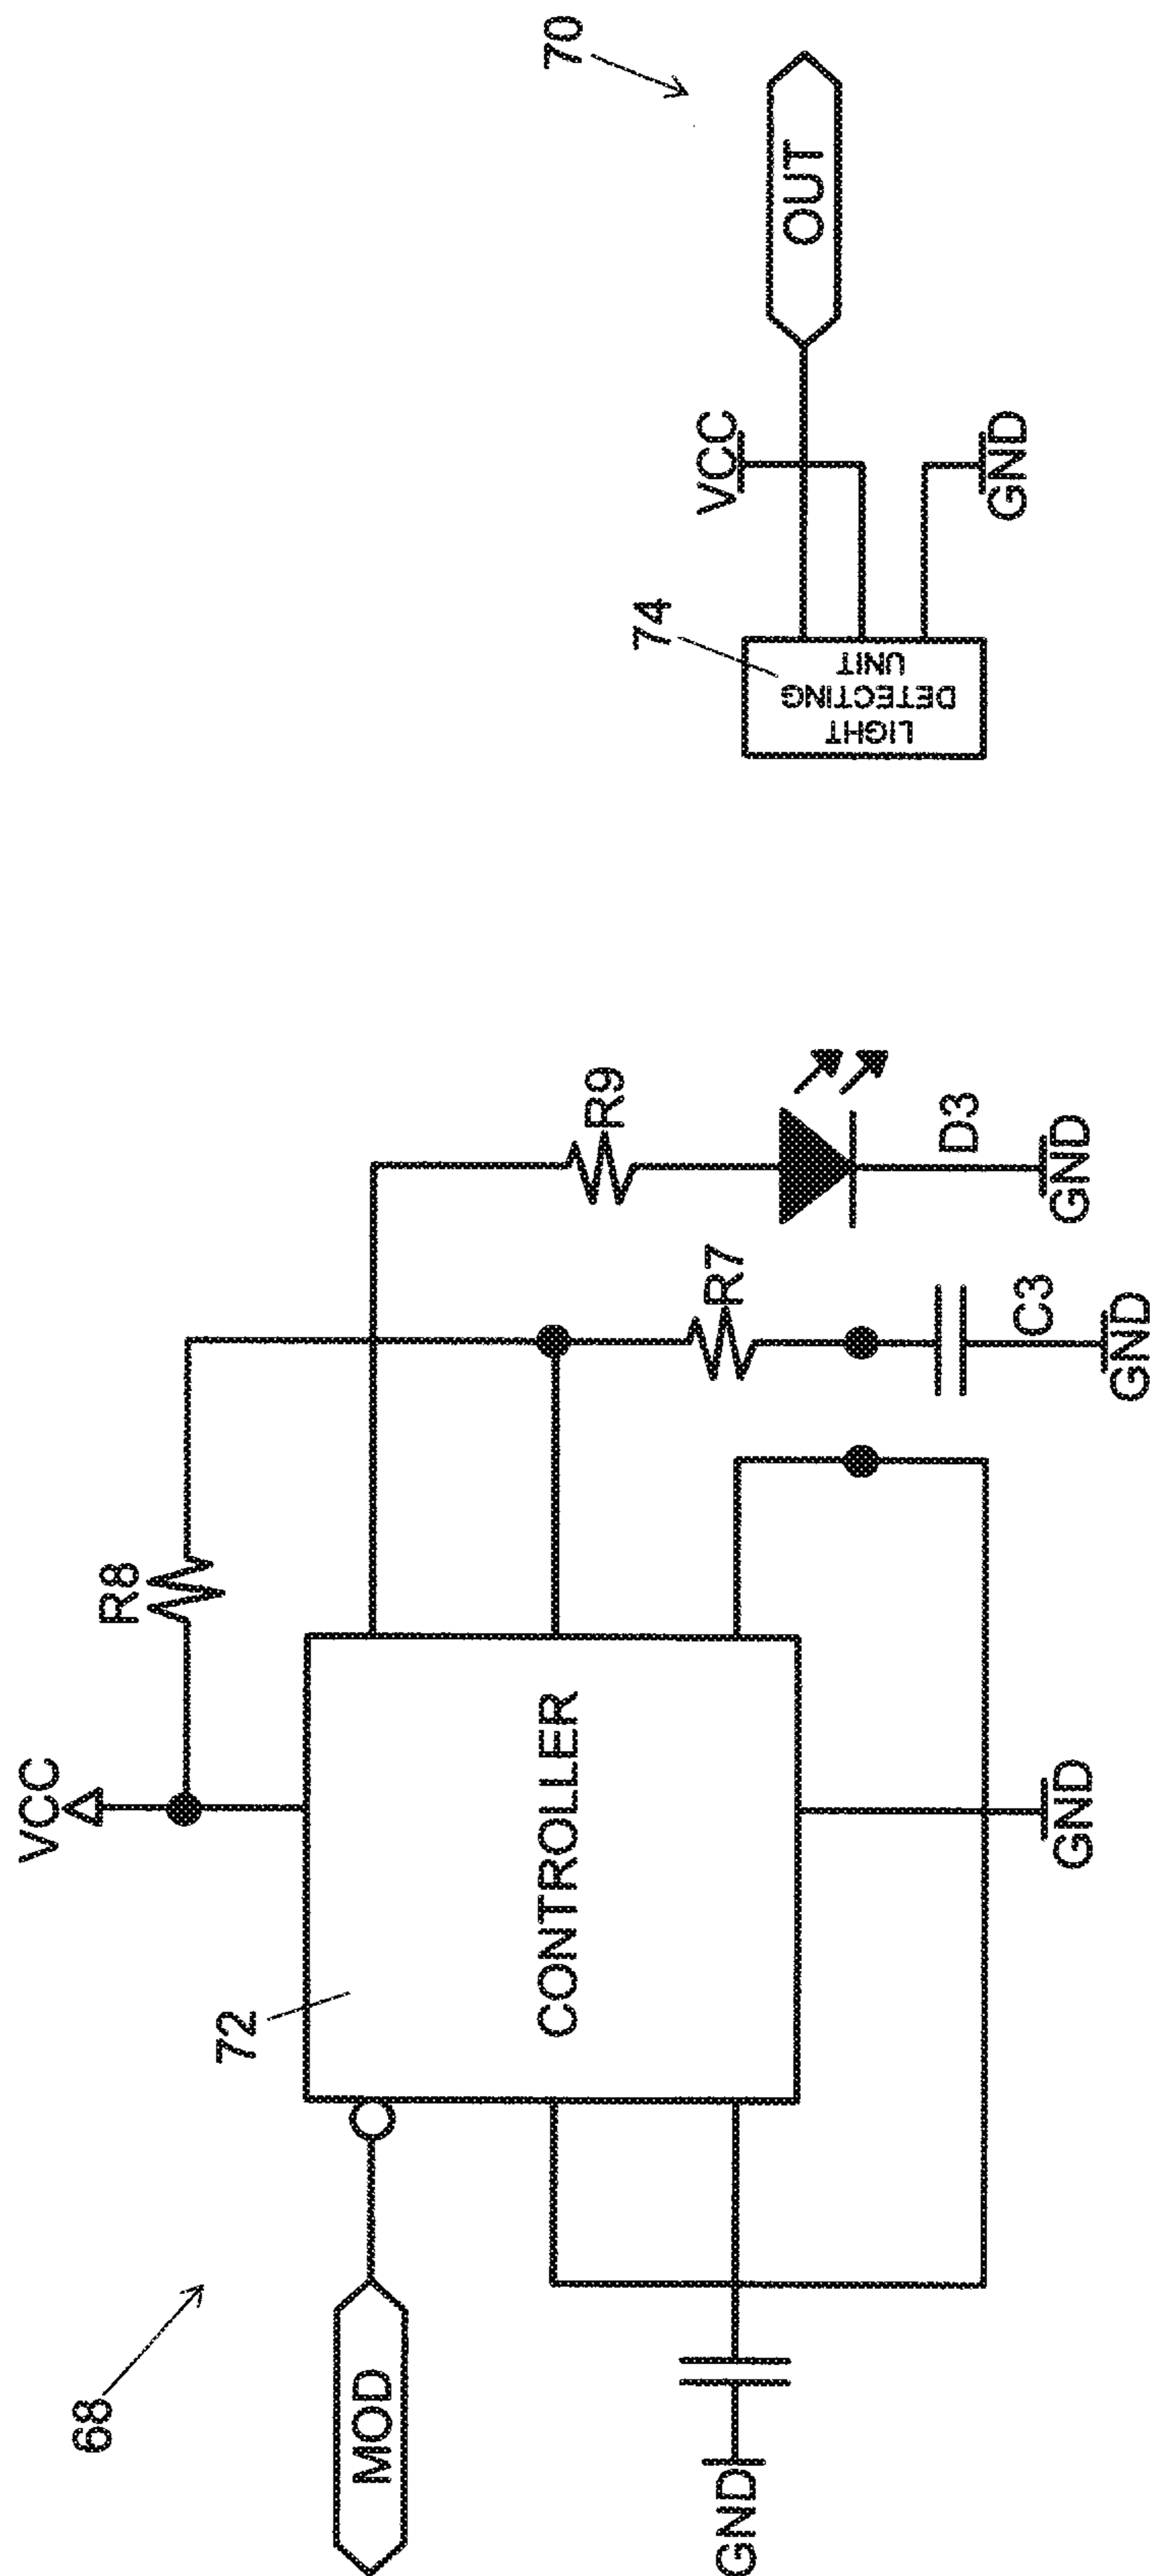 68
MOD
GND
72
CONTROLLER
VCC
R8
GND
R7
C3
GND
R9
D3
GND
74
LIGHT
DETECTING
UNIT
VCC
GND
OUT
70